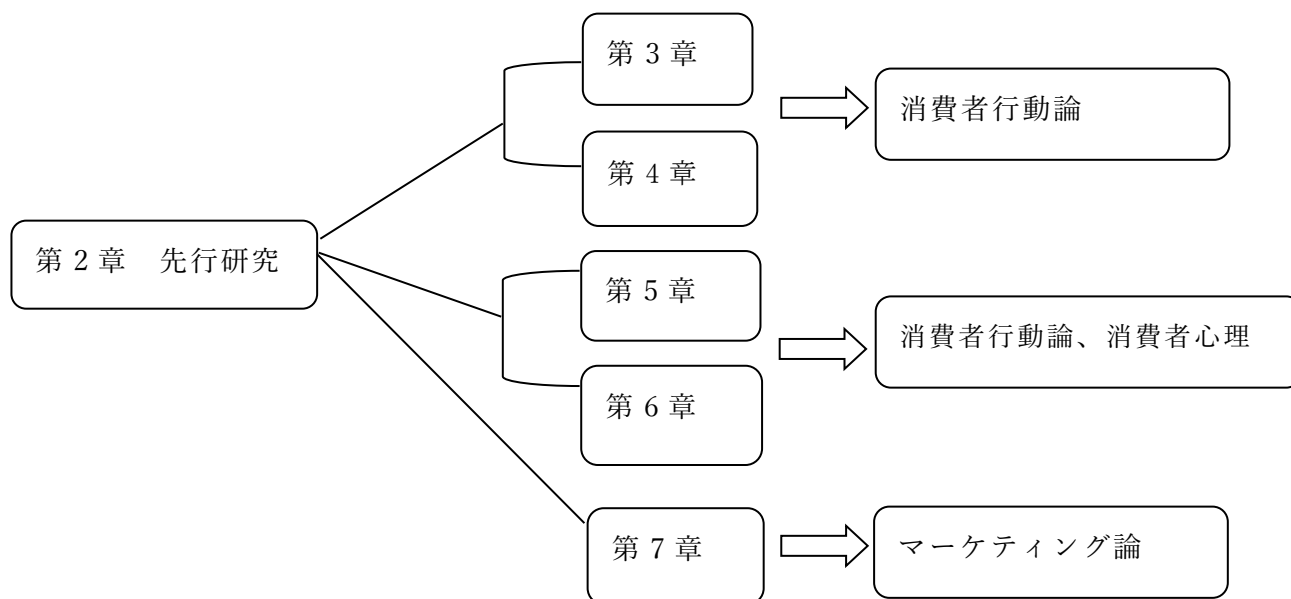 第 3 章
消費者行動論
第 4 章
第 2 章　先行研究
第 5 章
消費者行動論、消費者心理
第 6 章
第 7 章
マーケティング論